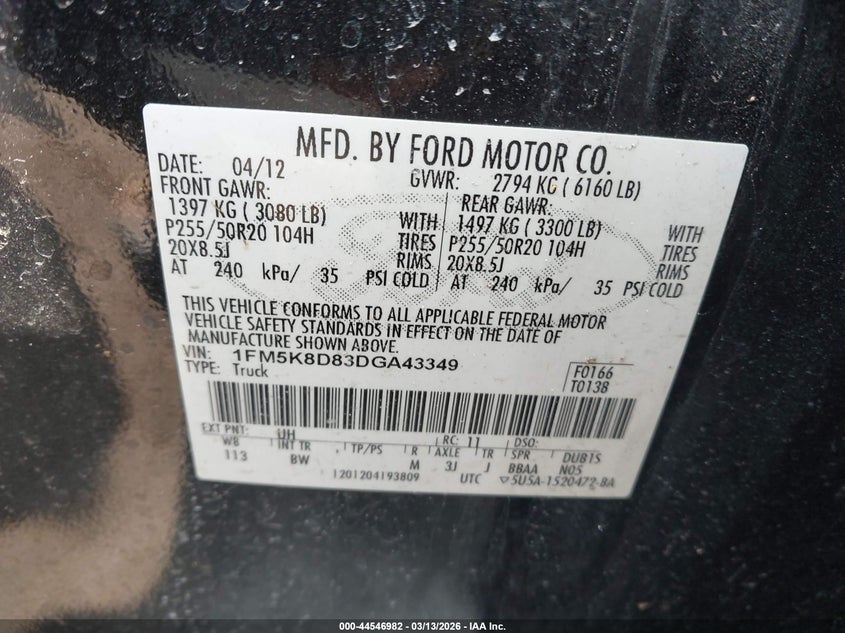 MFD. BY FORD MOTOR CO.
DATE: 04/12 GVWR: 2794 KG ( 6160 LB)
FRONT GAWR: REAR GAWR:
1397 KG ( 3080 LB) WITH 1497 KG ( 3300 LB) WITH
P255/50R20 104H TIRES P255/50R20 104H TIRES
20X8.5J RIMS 20X8.5J RIMS
AT 240 kPa/ 35 PSI COLD AT 240 kPa/ 35 PSI COLD
THIS VEHICLE CONFORMS TO ALL APPLICABLE FEDERAL MOTOR
VEHICLE SAFETY STANDARDS IN EFFECT ON THE DATE OF
MANUFACTURE SHOWN ABOVE.
VIN: 1FM5K8D83DGA43349 F0166
TYPE: Truck T0138
EXT PNT: UH RC: 11 DSO:
WB INT TR TP/PS R AXLE TR SPR DUB1S
113 BW M 3J J BBAA N05
1201204193809 UTC ▽5U5A-1520472-BA
000-44546982 | 03/13/2026 - IAA Inc.